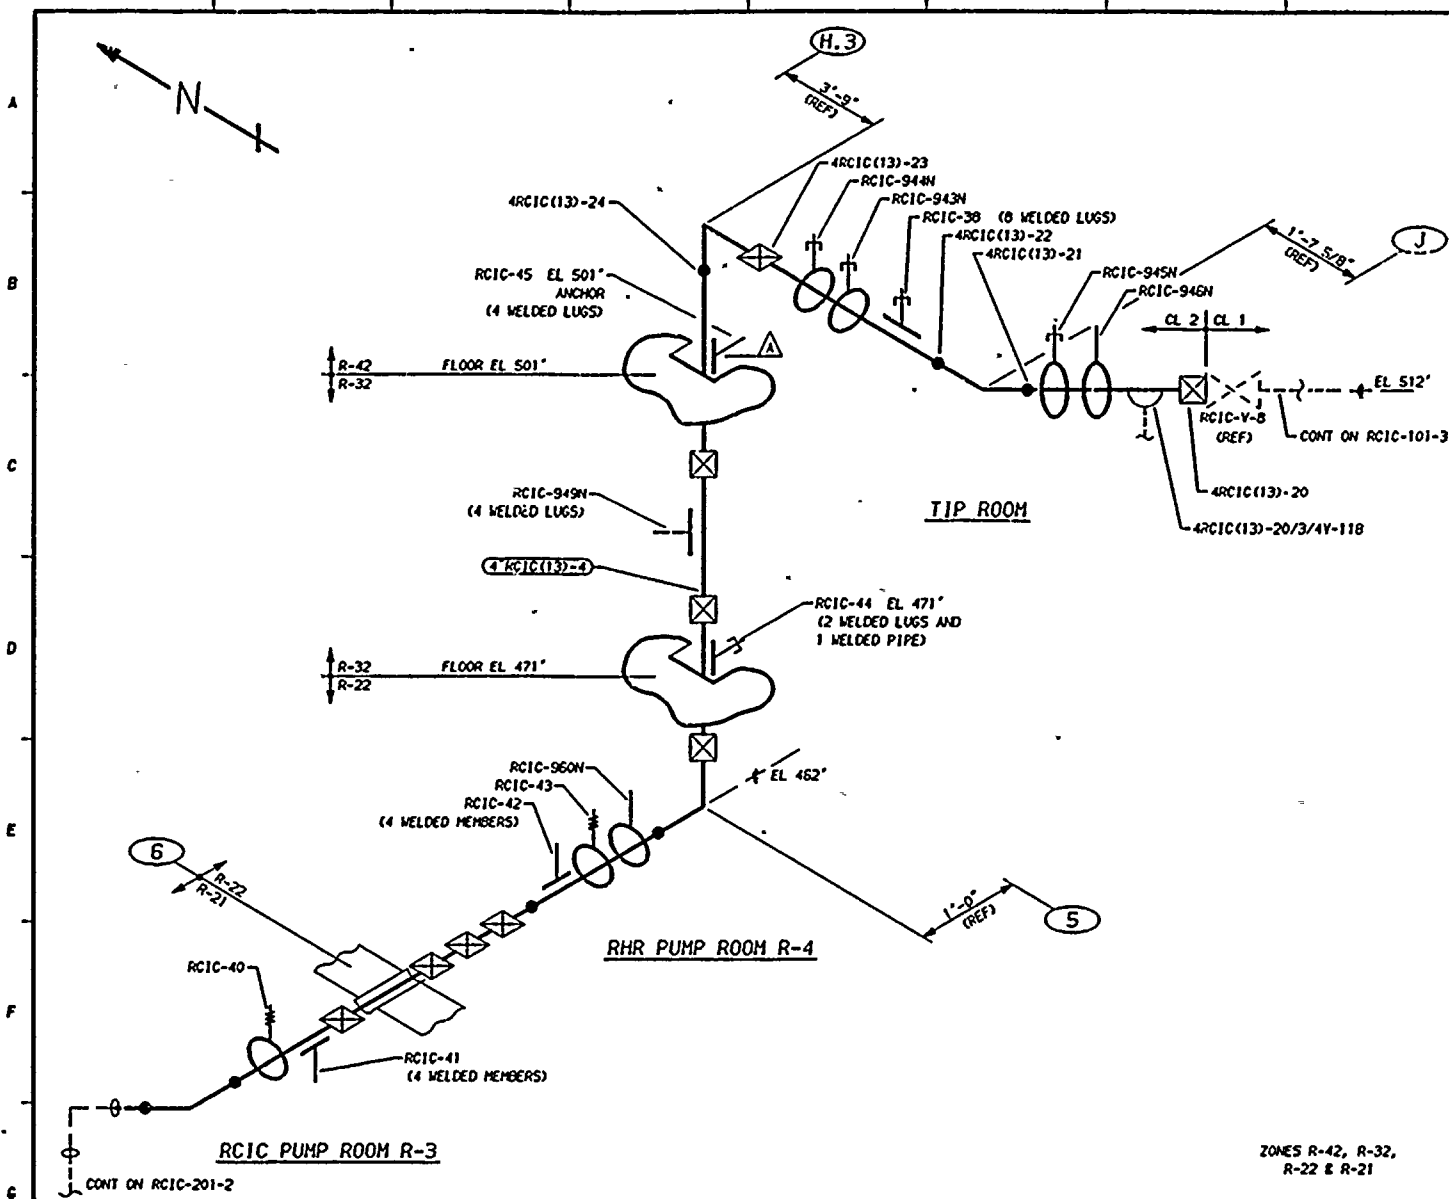 H.3
A
N
3'-9"
(REF)
4RCIC(13)-23
RCIC-944N
RCIC-943N
4RCIC(13)-24
RCIC-38 (8 WELDED LUGS)
4RCIC(13)-22
4RCIC(13)-21
1'-7 5/8"
(REF)
J
B
RCIC-45 EL 501'
ANCHOR
(4 WELDED LUGS)
RCIC-945N
RCIC-946N
CL 2 CL 1
A
R-42
R-32
FLOOR EL 501'
EL 512'
RCIC-V-8
(REF)
CONT ON RCIC-101-3
C
RCIC-949N
(4 WELDED LUGS)
4RCIC(13)-20
TIP ROOM
4RCIC(13)-20/3/4V-118
4"RCIC(13)-4
RCIC-44 EL 471'
(2 WELDED LUGS AND
1 WELDED PIPE)
D
R-32
R-22
FLOOR EL 471'
RCIC-960N
EL 462'
RCIC-43
RCIC-42
(4 WELDED MEMBERS)
E
6
R-22
R-21
1'-0"
(REF)
5
RHR PUMP ROOM R-4
RCIC-40
F
RCIC-41
(4 WELDED MEMBERS)
RCIC PUMP ROOM R-3
ZONES R-42, R-32,
R-22 & R-21
G
CONT ON RCIC-201-2